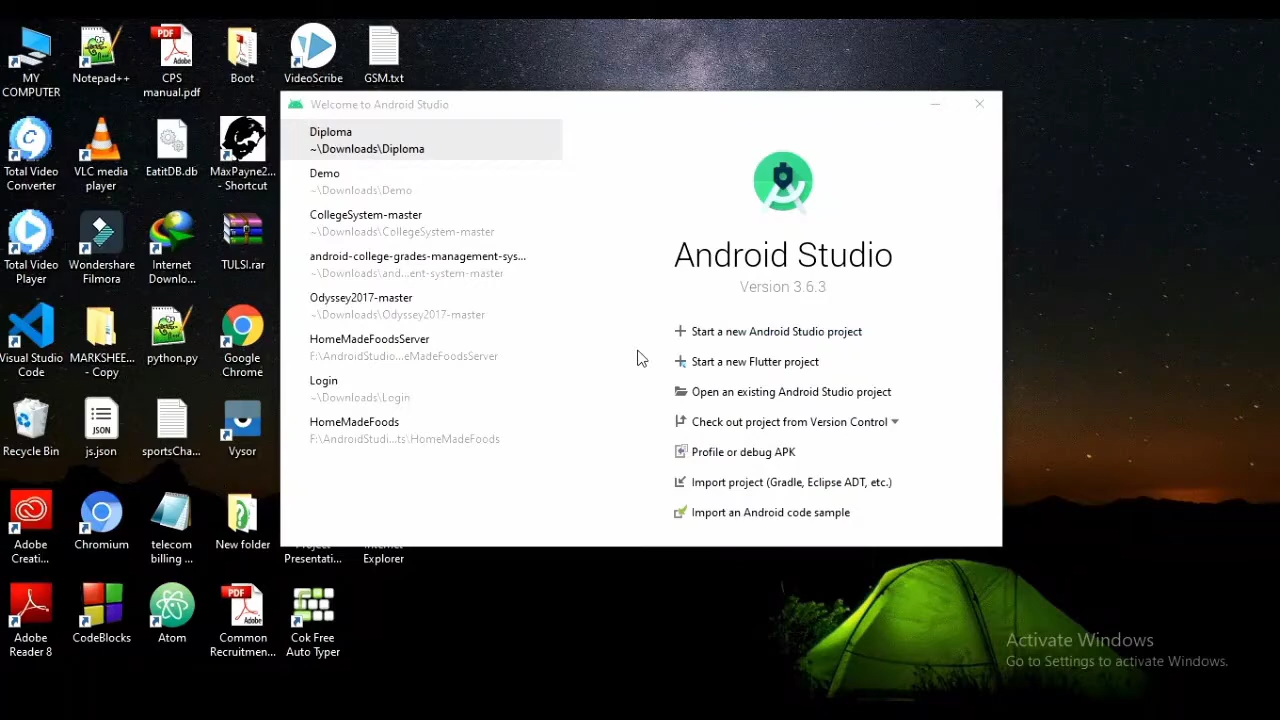 MY
COMPUTER
Notepad++
CPS
manual.pdf
Boot
VideoScribe
GSM.txt
Total Video
Converter
VLC media
player
EatitDB.db
MaxPayne2...
- Shortcut
Total Video
Player
Wondershare
Filmora
Internet
Downlo...
TULSI.rar
Visual Studio
Code
MARKSHEE...
- Copy
python.py
Google
Chrome
Recycle Bin
JSON
js.json
sportsCha...
Vysor
Adobe
Creati...
Chromium
telecom
billing ...
New folder
Presentati...
Internet
Explorer
Adobe
Reader 8
CodeBlocks
Atom
Common
Recruitmen...
Cok Free
Auto Typer
Welcome to Android Studio
Diploma
~\Downloads\Diploma
Demo
~\Downloads\Demo
CollegeSystem-master
~\Downloads\CollegeSystem-master
android-college-grades-management-sys...
~\Downloads\and...ent-system-master
Odyssey2017-master
~\Downloads\Odyssey2017-master
HomeMadeFoodsServer
F:\AndroidStudio...eMadeFoodsServer
Login
~\Downloads\Login
HomeMadeFoods
F:\AndroidStudi...ts\HomeMadeFoods
Android Studio
Version 3.6.3
Start a new Android Studio project
Start a new Flutter project
Open an existing Android Studio project
Check out project from Version Control
Profile or debug APK
Import project (Gradle, Eclipse ADT, etc.)
Import an Android code sample
Activate Windows
Go to Settings to activate Windows.